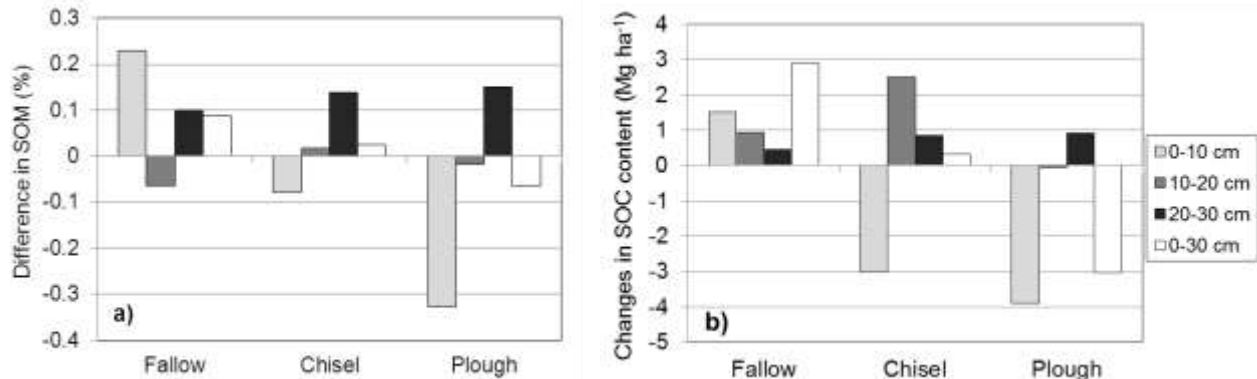 Difference in SOM (%)
0.3
0.2
0.1
0
-0.1
-0.2
-0.3
-0.4
a)
Fallow Chisel Plough
Changes in SOC content (Mg ha⁻¹)
4
3
2
1
0
-1
-2
-3
-4
-5
b)
Fallow Chisel Plough
0-10 cm
10-20 cm
20-30 cm
0-30 cm